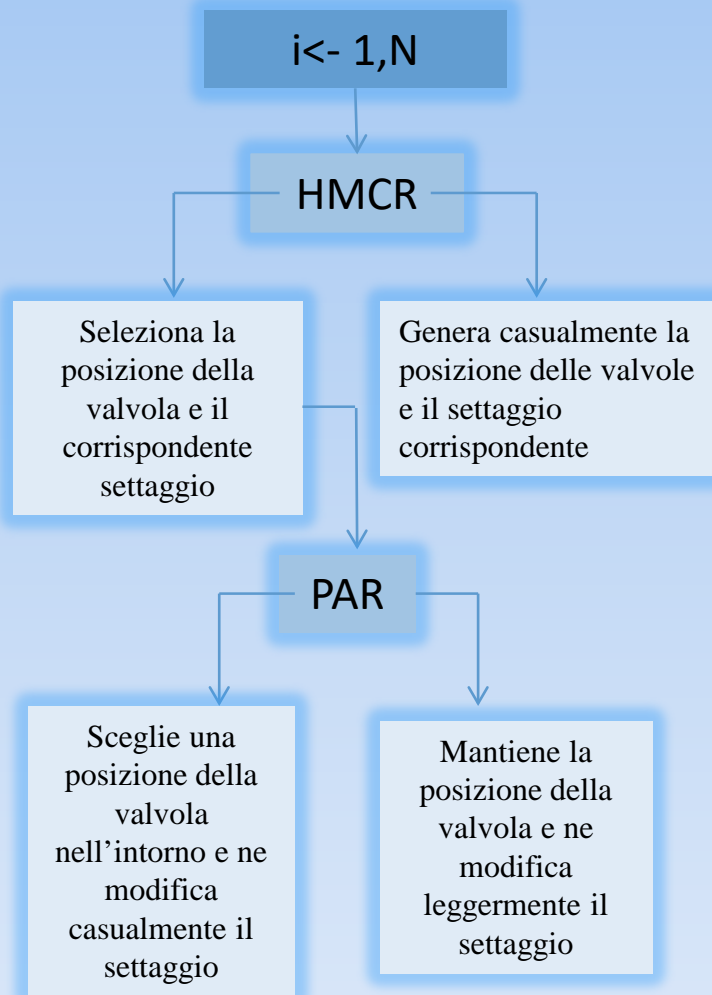 i<- 1,N
HMCR
Seleziona la
posizione della
valvola e il
corrispondente
settaggio
Genera casualmente la
posizione delle valvole
e il settaggio
corrispondente
PAR
Sceglie una
posizione della
valvola
nell’intorno e ne
modifica
casualmente il
settaggio
Mantiene la
posizione della
valvola e ne
modifica
leggermente il
settaggio